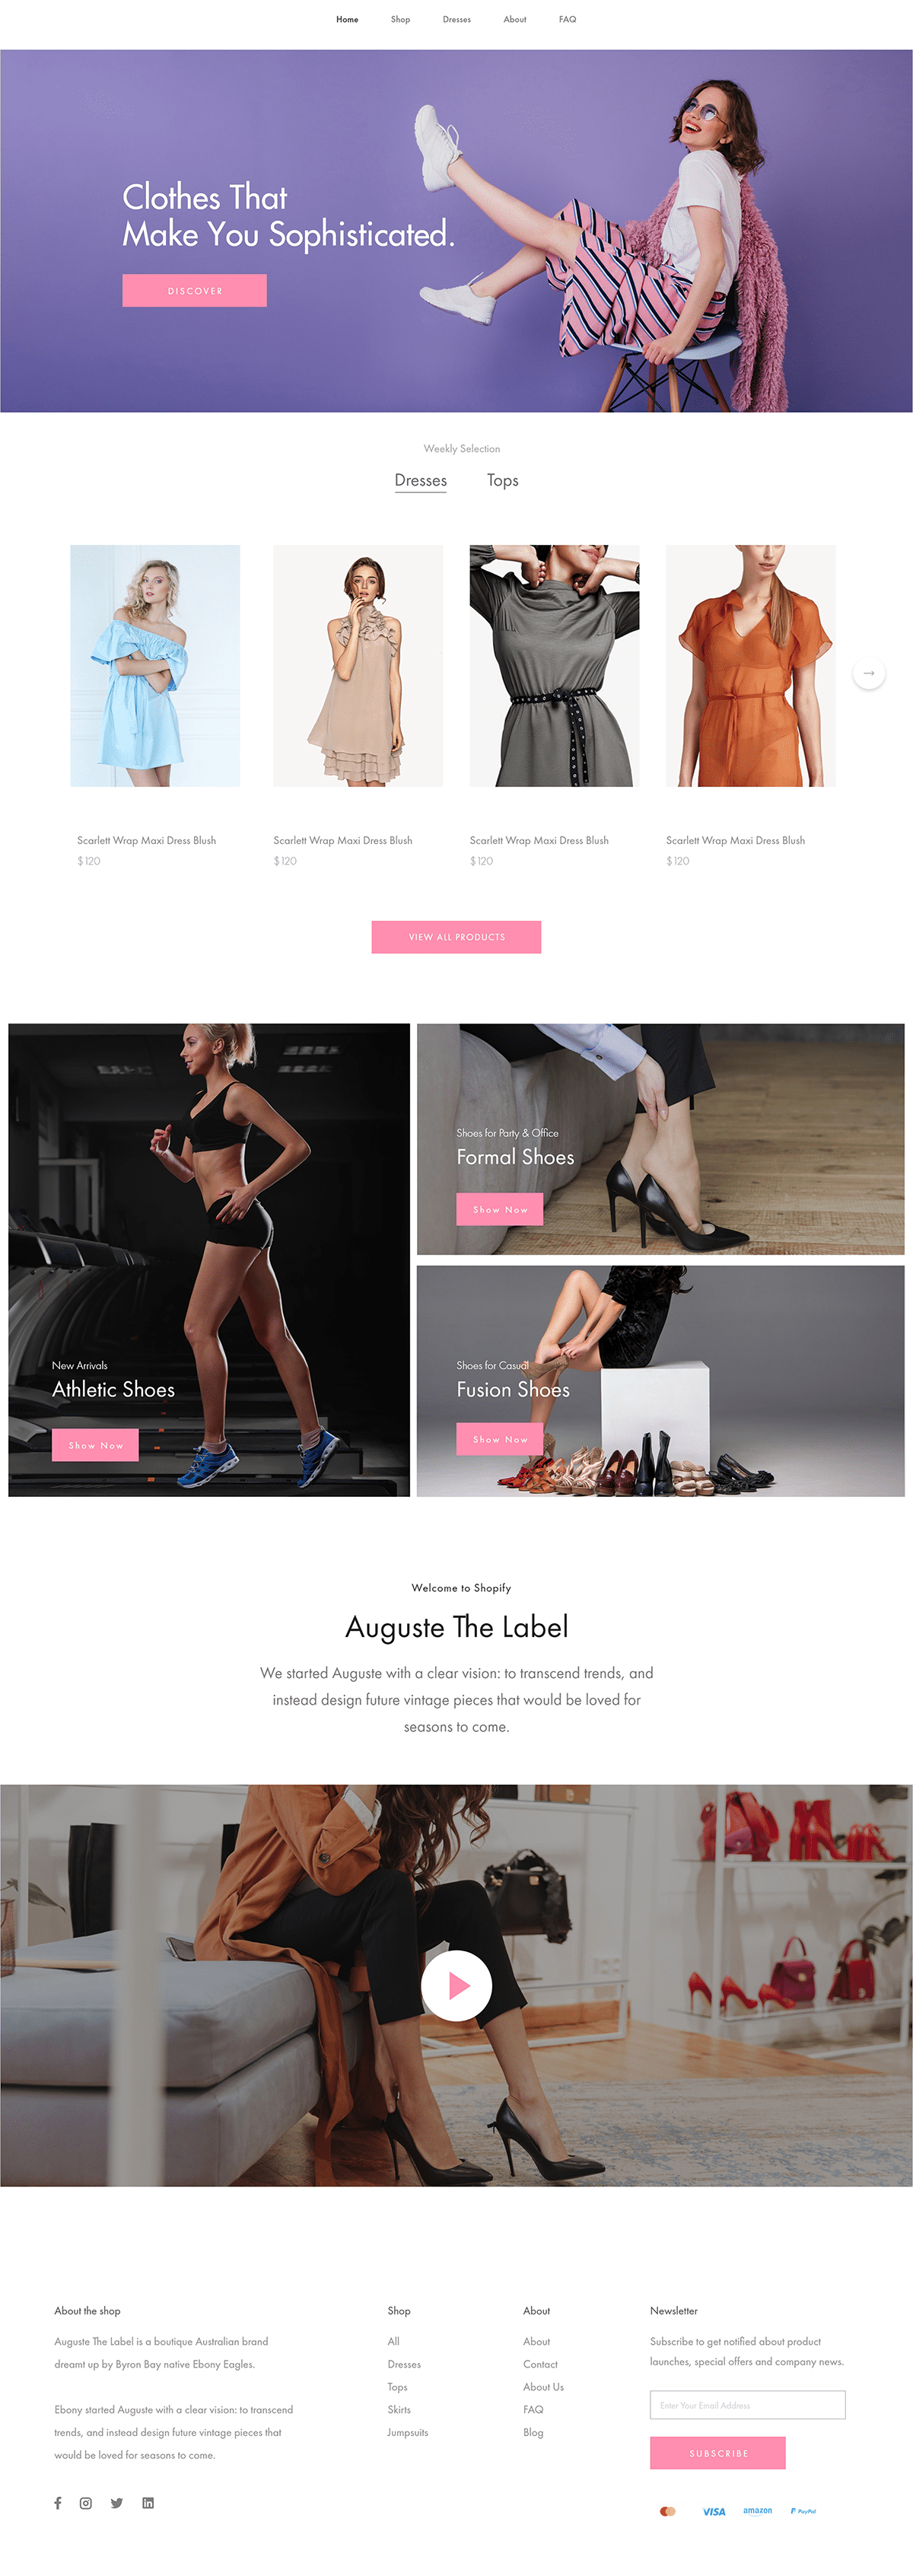 Home Shop Dresses About FAQ
Clothes That
Make You Sophisticated.
DISCOVER
Weekly Selection
Dresses Tops
Scarlett Wrap Maxi Dress Blush
$120
Scarlett Wrap Maxi Dress Blush
$120
Scarlett Wrap Maxi Dress Blush
$120
Scarlett Wrap Maxi Dress Blush
$120
VIEW ALL PRODUCTS
New Arrivals
Athletic Shoes
Show Now
Shoes for Party & Office
Formal Shoes
Show Now
Shoes for Casual
Fusion Shoes
Show Now
Welcome to Shopify
Auguste The Label
We started Auguste with a clear vision: to transcend trends, and
instead design future vintage pieces that would be loved for
seasons to come.
About the shop
Auguste The Label is a boutique Australian brand
dreamt up by Byron Bay native Ebony Eagles.
Ebony started Auguste with a clear vision: to transcend
trends, and instead design future vintage pieces that
would be loved for seasons to come.
Shop
All
Dresses
Tops
Skirts
Jumpsuits
About
About
Contact
About Us
FAQ
Blog
Newsletter
Subscribe to get notified about product
launches, special offers and company news.
Enter Your Email Address
SUBSCRIBE
VISA amazon PayPal